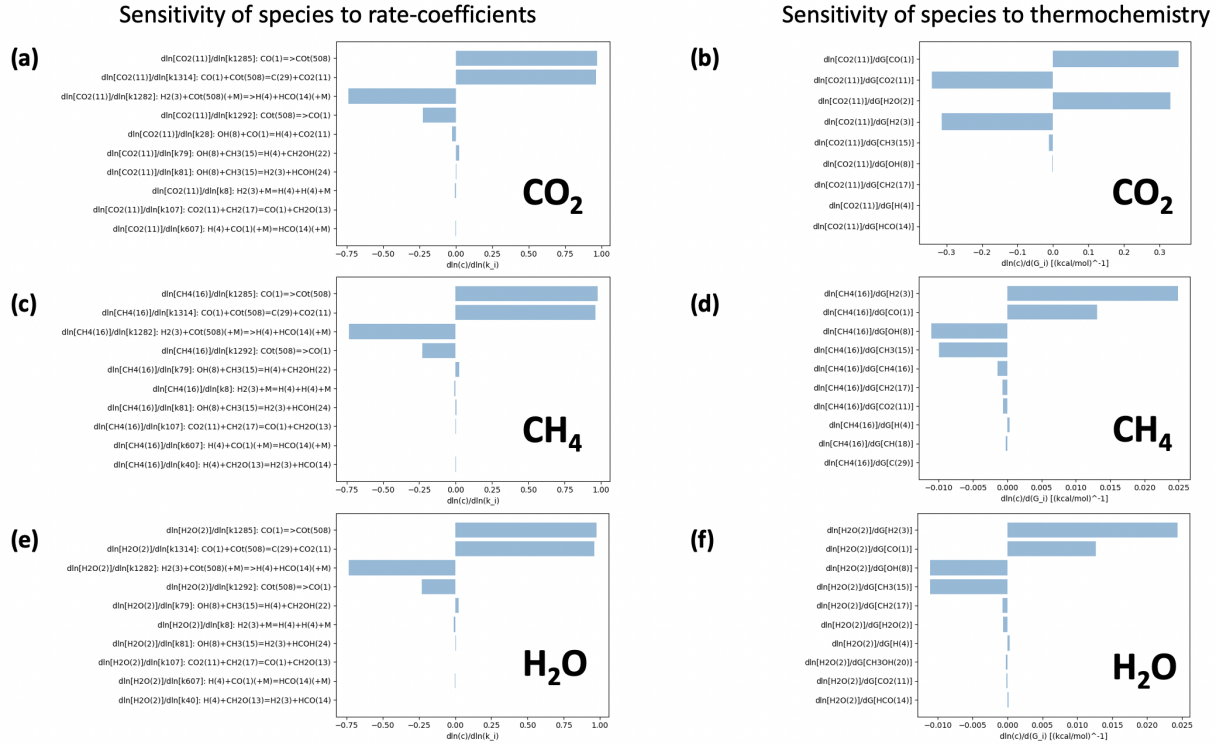 Sensitivity of species to rate-coefficients
Sensitivity of species to thermochemistry
(a)
dln[CO2(11)]/dln[k1285]: CO(1)=>COt(508)
dln[CO2(11)]/dln[k1314]: CO(1)+COt(508)=C(29)+CO2(11)
dln[CO2(11)]/dln[k1282]: H2(3)+COt(508)(+M)=>H(4)+HCO(14)(+M)
dln[CO2(11)]/dln[k1292]: COt(508)=>CO(1)
dln[CO2(11)]/dln[k28]: OH(8)+CO(1)=H(4)+CO2(11)
dln[CO2(11)]/dln[k79]: OH(8)+CH3(15)=H(4)+CH2OH(22)
dln[CO2(11)]/dln[k81]: OH(8)+CH3(15)=H2(3)+HCOH(24)
dln[CO2(11)]/dln[k8]: H2(3)+M=H(4)+H(4)+M
dln[CO2(11)]/dln[k107]: CO2(11)+CH2(17)=CO(1)+CH2O(13)
dln[CO2(11)]/dln[k607]: H(4)+CO(1)(+M)=HCO(14)(+M)
CO2
−0.75 −0.50 −0.25 0.00 0.25 0.50 0.75 1.00
dln(c)/dln(k_i)
(b)
dln[CO2(11)]/dG[CO(1)]
dln[CO2(11)]/dG[CO2(11)]
dln[CO2(11)]/dG[H2O(2)]
dln[CO2(11)]/dG[H2(3)]
dln[CO2(11)]/dG[CH3(15)]
dln[CO2(11)]/dG[OH(8)]
dln[CO2(11)]/dG[CH2(17)]
dln[CO2(11)]/dG[H(4)]
dln[CO2(11)]/dG[HCO(14)]
CO2
−0.3 −0.2 −0.1 0.0 0.1 0.2 0.3
dln(c)/d(G_i) [(kcal/mol)^-1]
(c)
dln[CH4(16)]/dln[k1285]: CO(1)=>COt(508)
dln[CH4(16)]/dln[k1314]: CO(1)+COt(508)=C(29)+CO2(11)
dln[CH4(16)]/dln[k1282]: H2(3)+COt(508)(+M)=>H(4)+HCO(14)(+M)
dln[CH4(16)]/dln[k1292]: COt(508)=>CO(1)
dln[CH4(16)]/dln[k79]: OH(8)+CH3(15)=H(4)+CH2OH(22)
dln[CH4(16)]/dln[k8]: H2(3)+M=H(4)+H(4)+M
dln[CH4(16)]/dln[k81]: OH(8)+CH3(15)=H2(3)+HCOH(24)
dln[CH4(16)]/dln[k107]: CO2(11)+CH2(17)=CO(1)+CH2O(13)
dln[CH4(16)]/dln[k607]: H(4)+CO(1)(+M)=HCO(14)(+M)
dln[CH4(16)]/dln[k40]: H(4)+CH2O(13)=H2(3)+HCO(14)
CH4
−0.75 −0.50 −0.25 0.00 0.25 0.50 0.75 1.00
dln(c)/dln(k_i)
(d)
dln[CH4(16)]/dG[H2(3)]
dln[CH4(16)]/dG[CO(1)]
dln[CH4(16)]/dG[OH(8)]
dln[CH4(16)]/dG[CH3(15)]
dln[CH4(16)]/dG[CH4(16)]
dln[CH4(16)]/dG[CH2(17)]
dln[CH4(16)]/dG[CO2(11)]
dln[CH4(16)]/dG[H(4)]
dln[CH4(16)]/dG[CH(18)]
dln[CH4(16)]/dG[C(29)]
CH4
−0.010 −0.005 0.000 0.005 0.010 0.015 0.020 0.025
dln(c)/d(G_i) [(kcal/mol)^-1]
(e)
dln[H2O(2)]/dln[k1285]: CO(1)=>COt(508)
dln[H2O(2)]/dln[k1314]: CO(1)+COt(508)=C(29)+CO2(11)
dln[H2O(2)]/dln[k1282]: H2(3)+COt(508)(+M)=>H(4)+HCO(14)(+M)
dln[H2O(2)]/dln[k1292]: COt(508)=>CO(1)
dln[H2O(2)]/dln[k79]: OH(8)+CH3(15)=H(4)+CH2OH(22)
dln[H2O(2)]/dln[k8]: H2(3)+M=H(4)+H(4)+M
dln[H2O(2)]/dln[k81]: OH(8)+CH3(15)=H2(3)+HCOH(24)
dln[H2O(2)]/dln[k107]: CO2(11)+CH2(17)=CO(1)+CH2O(13)
dln[H2O(2)]/dln[k607]: H(4)+CO(1)(+M)=HCO(14)(+M)
dln[H2O(2)]/dln[k40]: H(4)+CH2O(13)=H2(3)+HCO(14)
H2O
−0.75 −0.50 −0.25 0.00 0.25 0.50 0.75 1.00
dln(c)/dln(k_i)
(f)
dln[H2O(2)]/dG[H2(3)]
dln[H2O(2)]/dG[CO(1)]
dln[H2O(2)]/dG[OH(8)]
dln[H2O(2)]/dG[CH3(15)]
dln[H2O(2)]/dG[CH2(17)]
dln[H2O(2)]/dG[H2O(2)]
dln[H2O(2)]/dG[H(4)]
dln[H2O(2)]/dG[CH3OH(20)]
dln[H2O(2)]/dG[CO2(11)]
dln[H2O(2)]/dG[HCO(14)]
H2O
−0.010 −0.005 0.000 0.005 0.010 0.015 0.020 0.025
dln(c)/d(G_i) [(kcal/mol)^-1]